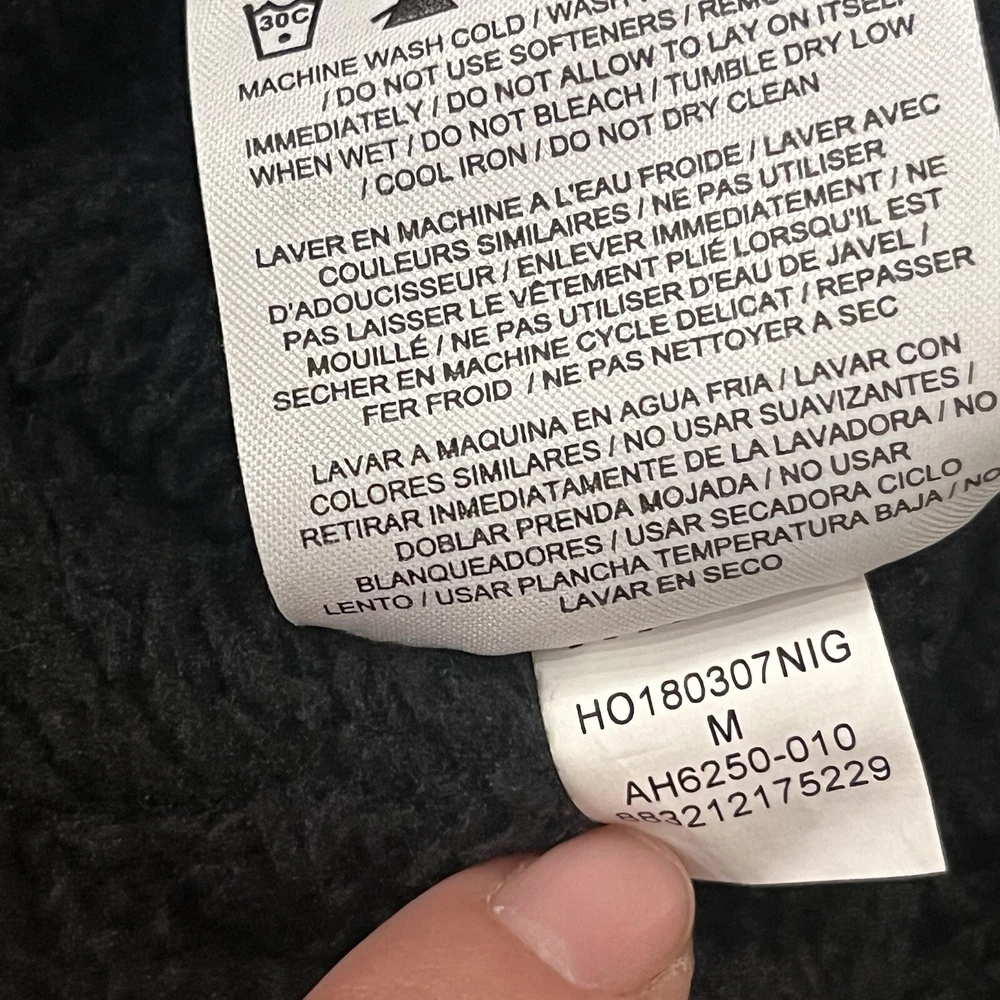 30C
MACHINE WASH COLD / WASH
/ DO NOT USE SOFTENERS /
IMMEDIATELY / DO NOT ALLOW TO LAY ON ITSELF
WHEN WET / DO NOT BLEACH / TUMBLE DRY LOW
/ COOL IRON / DO NOT DRY CLEAN
LAVER EN MACHINE A L'EAU FROIDE / LAVER AVEC
COULEURS SIMILAIRES / NE PAS UTILISER
D'ADOUCISSEUR / ENLEVER IMMEDIATEMENT / NE
PAS LAISSER LE VÊTEMENT PLIÉ LORSQU'IL EST
MOUILLÉ / NE PAS UTILISER D'EAU DE JAVEL /
SECHER EN MACHINE CYCLE DELICAT / REPASSER
FER FROID / NE PAS NETTOYER A SEC
LAVAR A MAQUINA EN AGUA FRIA / LAVAR CON
COLORES SIMILARES / NO USAR SUAVIZANTES /
RETIRAR INMEDIATAMENTE DE LA LAVADORA / NO
DOBLAR PRENDA MOJADA / NO USAR
BLANQUEADORES / USAR SECADORA CICLO
LENTO / USAR PLANCHA TEMPERATURA BAJA / NO
LAVAR EN SECO
HO180307NIG
M
AH6250-010
883212175229